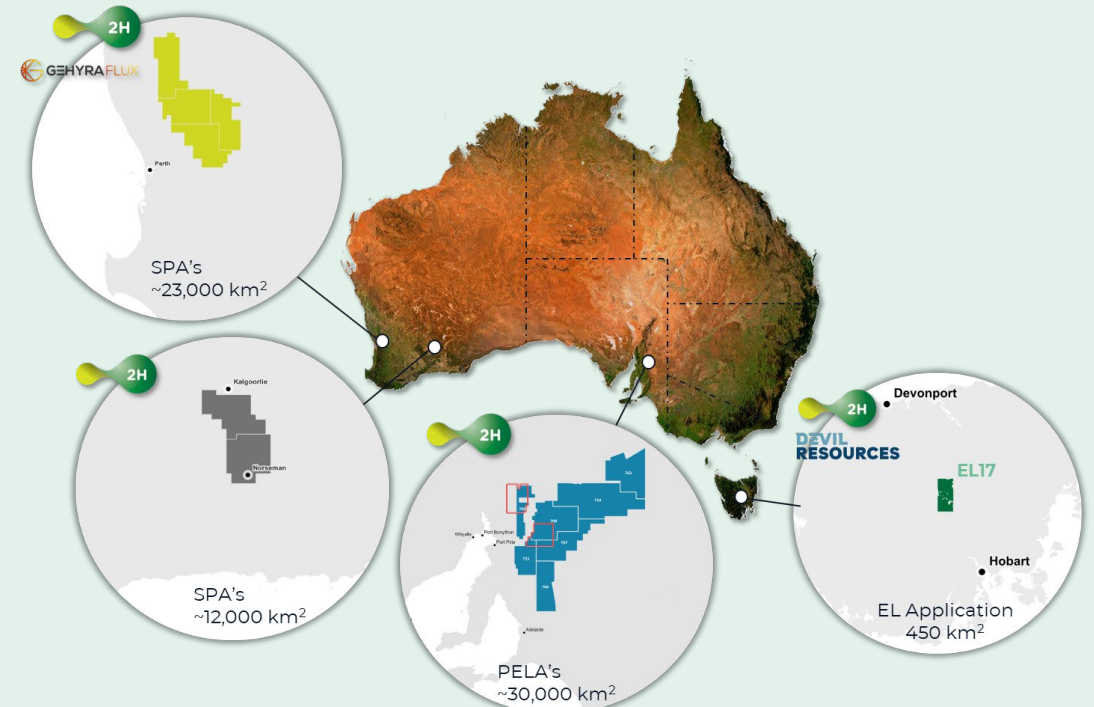 2H
GEHYRAFLUX
Perth
SPA's
~23,000 km²
2H
Kalgoorlie
Norseman
SPA's
~12,000 km²
2H
Whyalla
Port Bonython
Port Pirie
Adelaide
PELA's
~30,000 km²
2H
Devonport
DEVIL
RESOURCES
EL17
Hobart
EL Application
450 km²